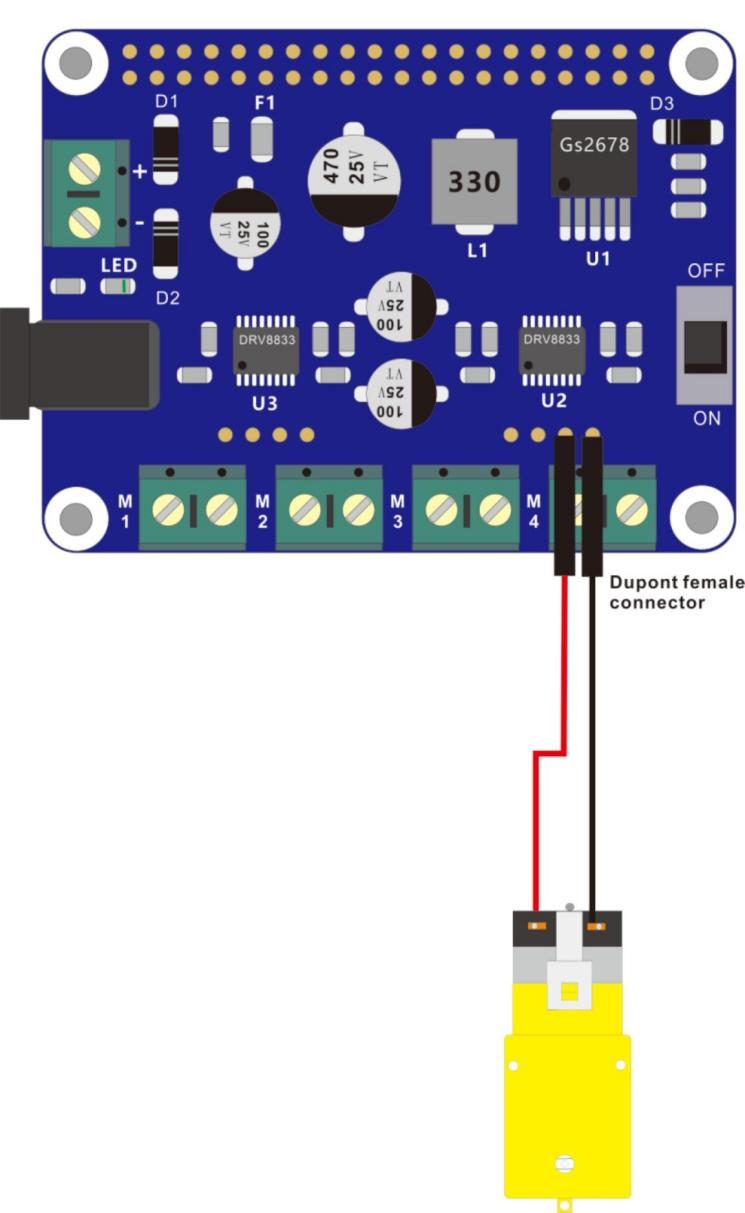 D1
F1
D3
470
25V
VT
Gs2678
330
+
100
25V
VT
-
L1
U1
LED
OFF
D2
100
25V
VT
DRV8833
DRV8833
100
25V
VT
U3
U2
ON
M
1
M
2
M
3
M
4
Dupont female
connector